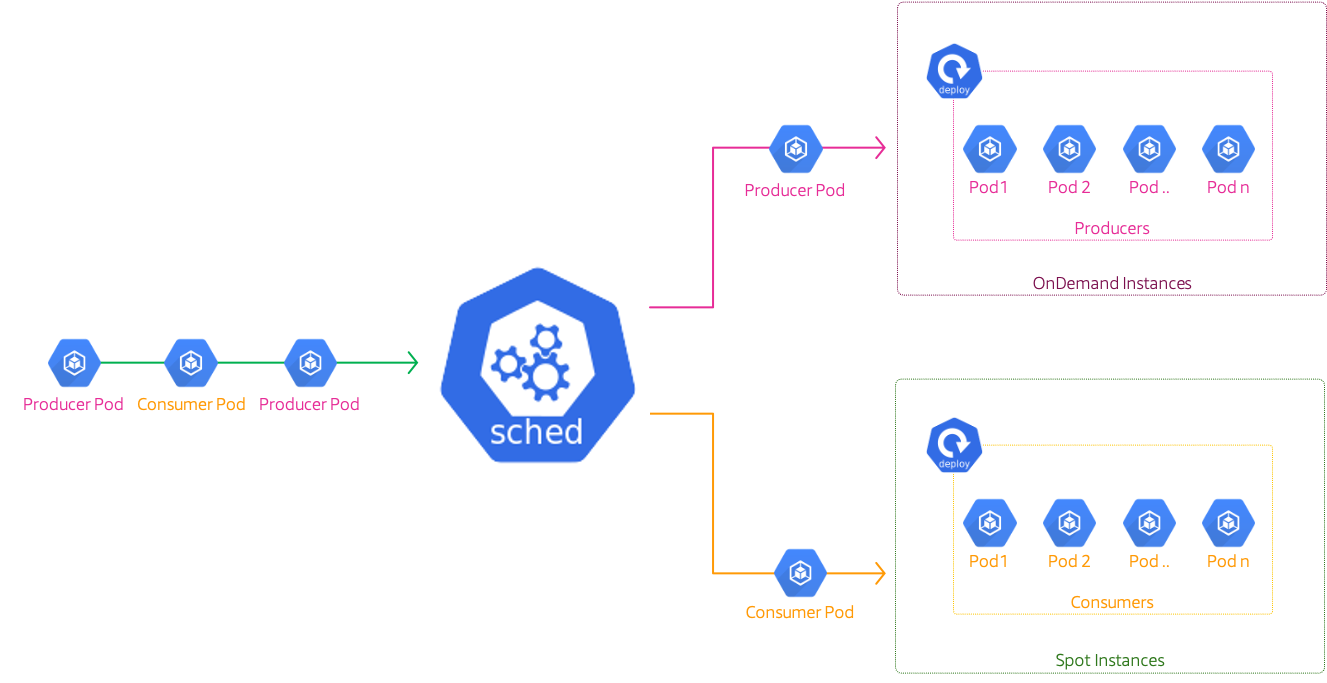 deploy
Pod1
Pod 2
Pod ..
Pod n
Producer Pod
Producers
OnDemand Instances
Producer Pod
Consumer Pod
Producer Pod
sched
deploy
Pod1
Pod 2
Pod ..
Pod n
Consumer Pod
Consumers
Spot Instances